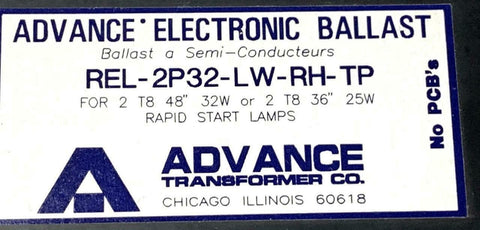 ADVANCE® ELECTRONIC BALLAST
Ballast a Semi-Conducteurs
REL-2P32-LW-RH-TP
FOR 2 T8 48" 32W or 2 T8 36" 25W
RAPID START LAMPS
No PCB's
ADVANCE
TRANSFORMER CO.
CHICAGO ILLINOIS 60618